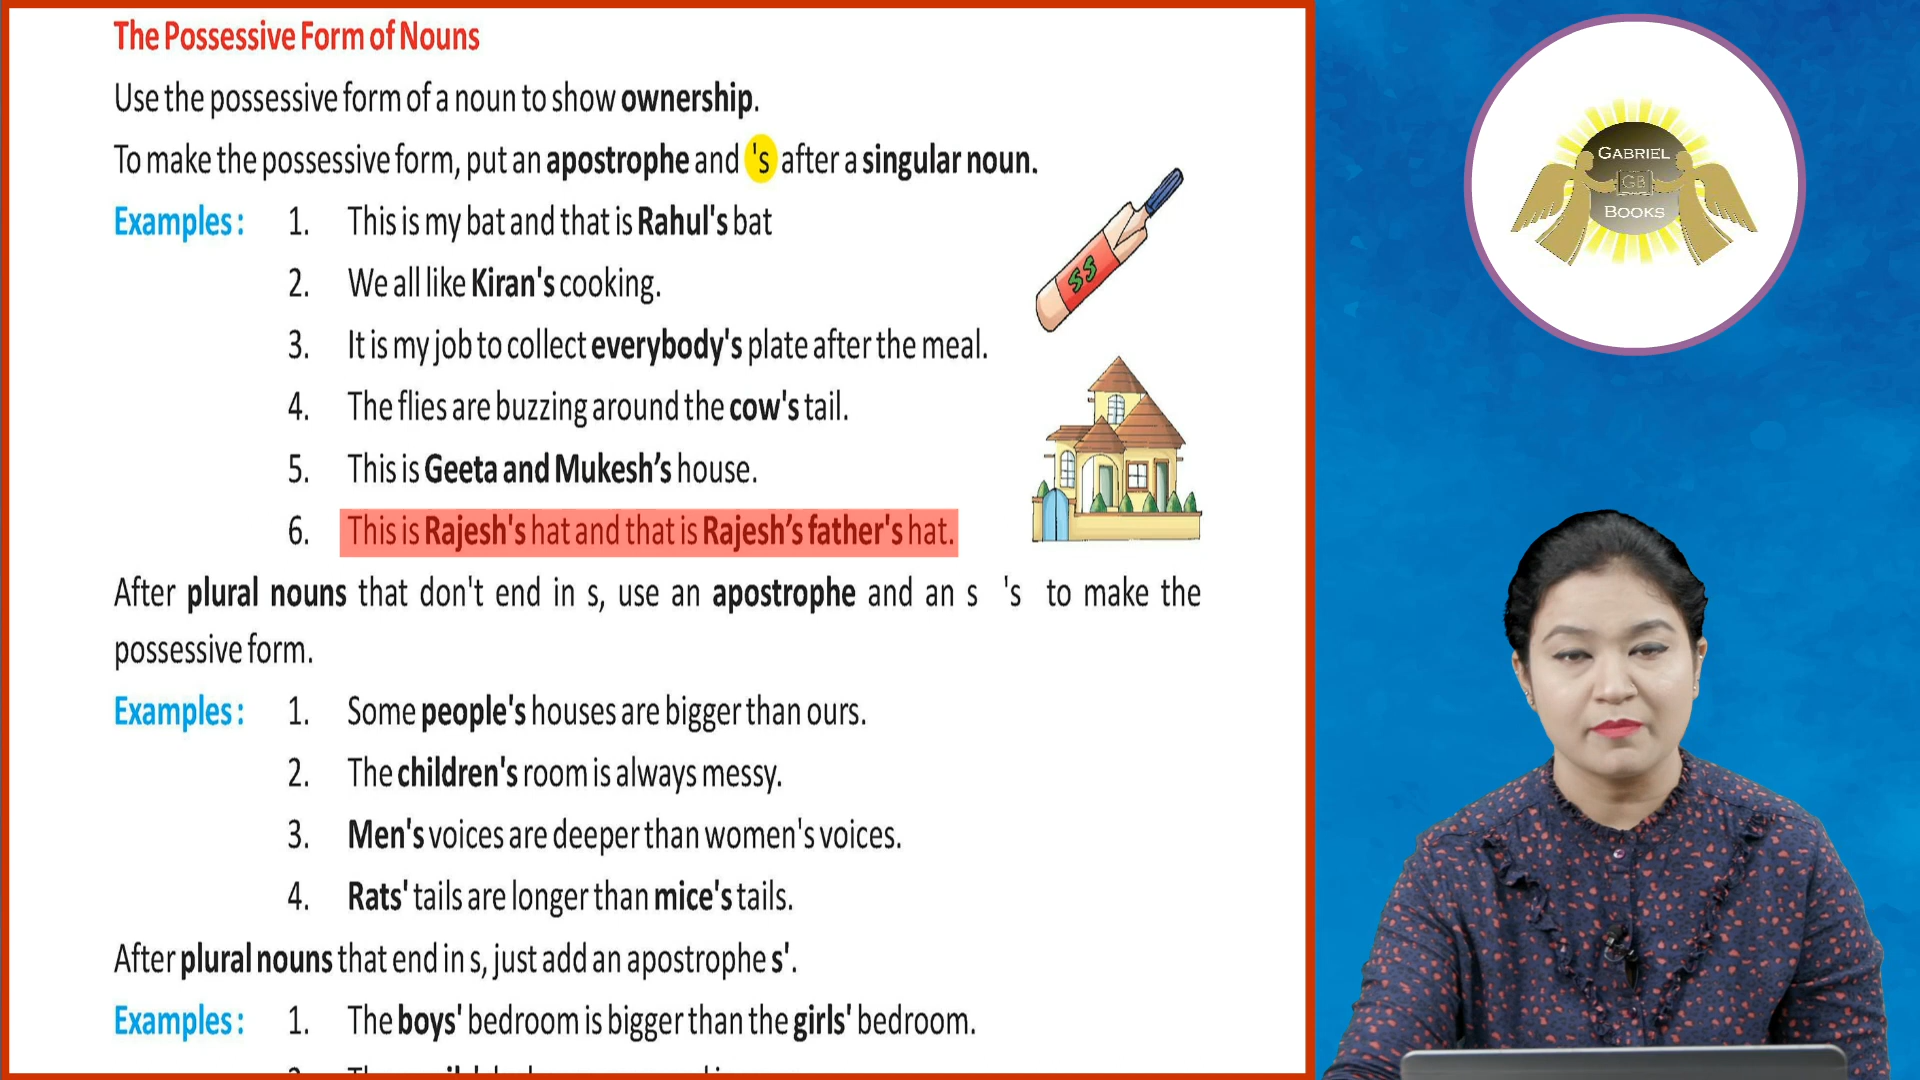 The Possessive Form of Nouns
Use the possessive form of a noun to show ownership.
To make the possessive form, put an apostrophe and 's after a singular noun.
Examples : 1. This is my bat and that is Rahul's bat
2. We all like Kiran's cooking.
3. It is my job to collect everybody's plate after the meal.
4. The flies are buzzing around the cow's tail.
5. This is Geeta and Mukesh’s house.
6. This is Rajesh's hat and that is Rajesh’s father's hat.
After plural nouns that don't end in s, use an apostrophe and an s 's to make the
possessive form.
Examples : 1. Some people's houses are bigger than ours.
2. The children's room is always messy.
3. Men's voices are deeper than women's voices.
4. Rats' tails are longer than mice's tails.
After plural nouns that end in s, just add an apostrophe s'.
Examples : 1. The boys' bedroom is bigger than the girls' bedroom.
SS
GABRIEL
GB
BOOKS